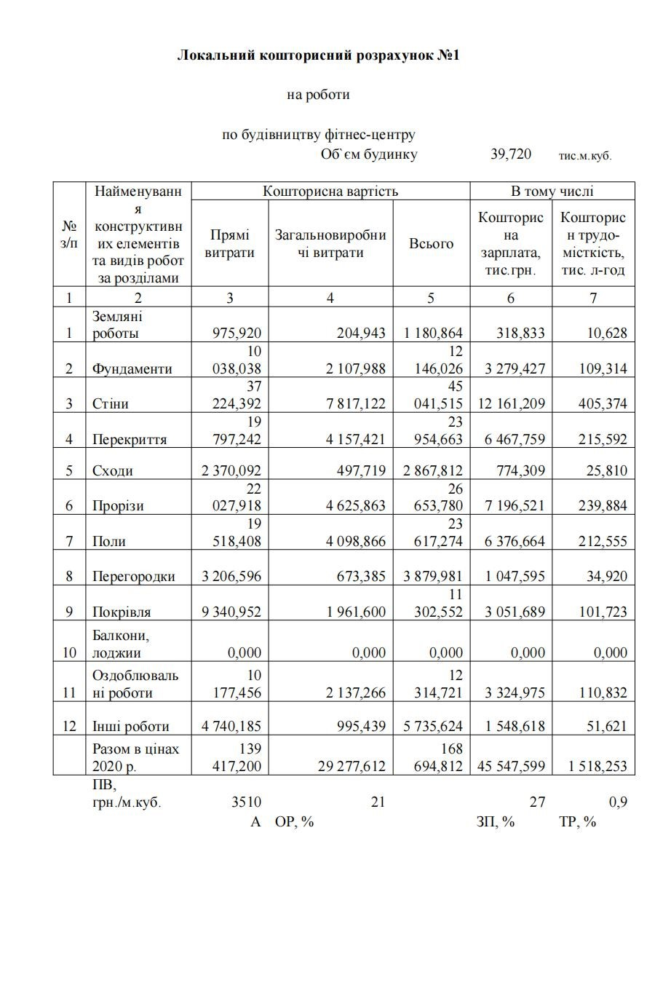 Локальний кошторисний розрахунок №1
на роботи
по будівництву фітнес-центру
Об`єм будинку 39,720 тис.м.куб.
№ з/п
Найменуванн
я
конструктивн
их елементів
та видів робот
за розділами
Кошторисна вартість
В тому числі
Прямі
витрати
Загальновиробни
чі витрати
Всього
Кошторис
на
зарплата,
тис.грн.
Кошторис
н трудо-
місткість,
тис. л-год
1 2 3 4 5 6 7
Земляні
1 роботы 975,920 204,943 1 180,864 318,833 10,628
10 12
2 Фундаменти 038,038 2 107,988 146,026 3 279,427 109,314
37 45
3 Стіни 224,392 7 817,122 041,515 12 161,209 405,374
19 23
4 Перекриття 797,242 4 157,421 954,663 6 467,759 215,592
5 Сходи 2 370,092 497,719 2 867,812 774,309 25,810
22 26
6 Прорізи 027,918 4 625,863 653,780 7 196,521 239,884
19 23
7 Поли 518,408 4 098,866 617,274 6 376,664 212,555
8 Перегородки 3 206,596 673,385 3 879,981 1 047,595 34,920
11
9 Покрівля 9 340,952 1 961,600 302,552 3 051,689 101,723
Балкони,
10 лоджии 0,000 0,000 0,000 0,000 0,000
Оздоблюваль 10 12
11 ні роботи 177,456 2 137,266 314,721 3 324,975 110,832
12 Інші роботи 4 740,185 995,439 5 735,624 1 548,618 51,621
Разом в цінах 139 168
2020 р. 417,200 29 277,612 694,812 45 547,599 1 518,253
ПВ,
грн./м.куб. 3510 21 27 0,9
А ОР, % ЗП, % ТР, %